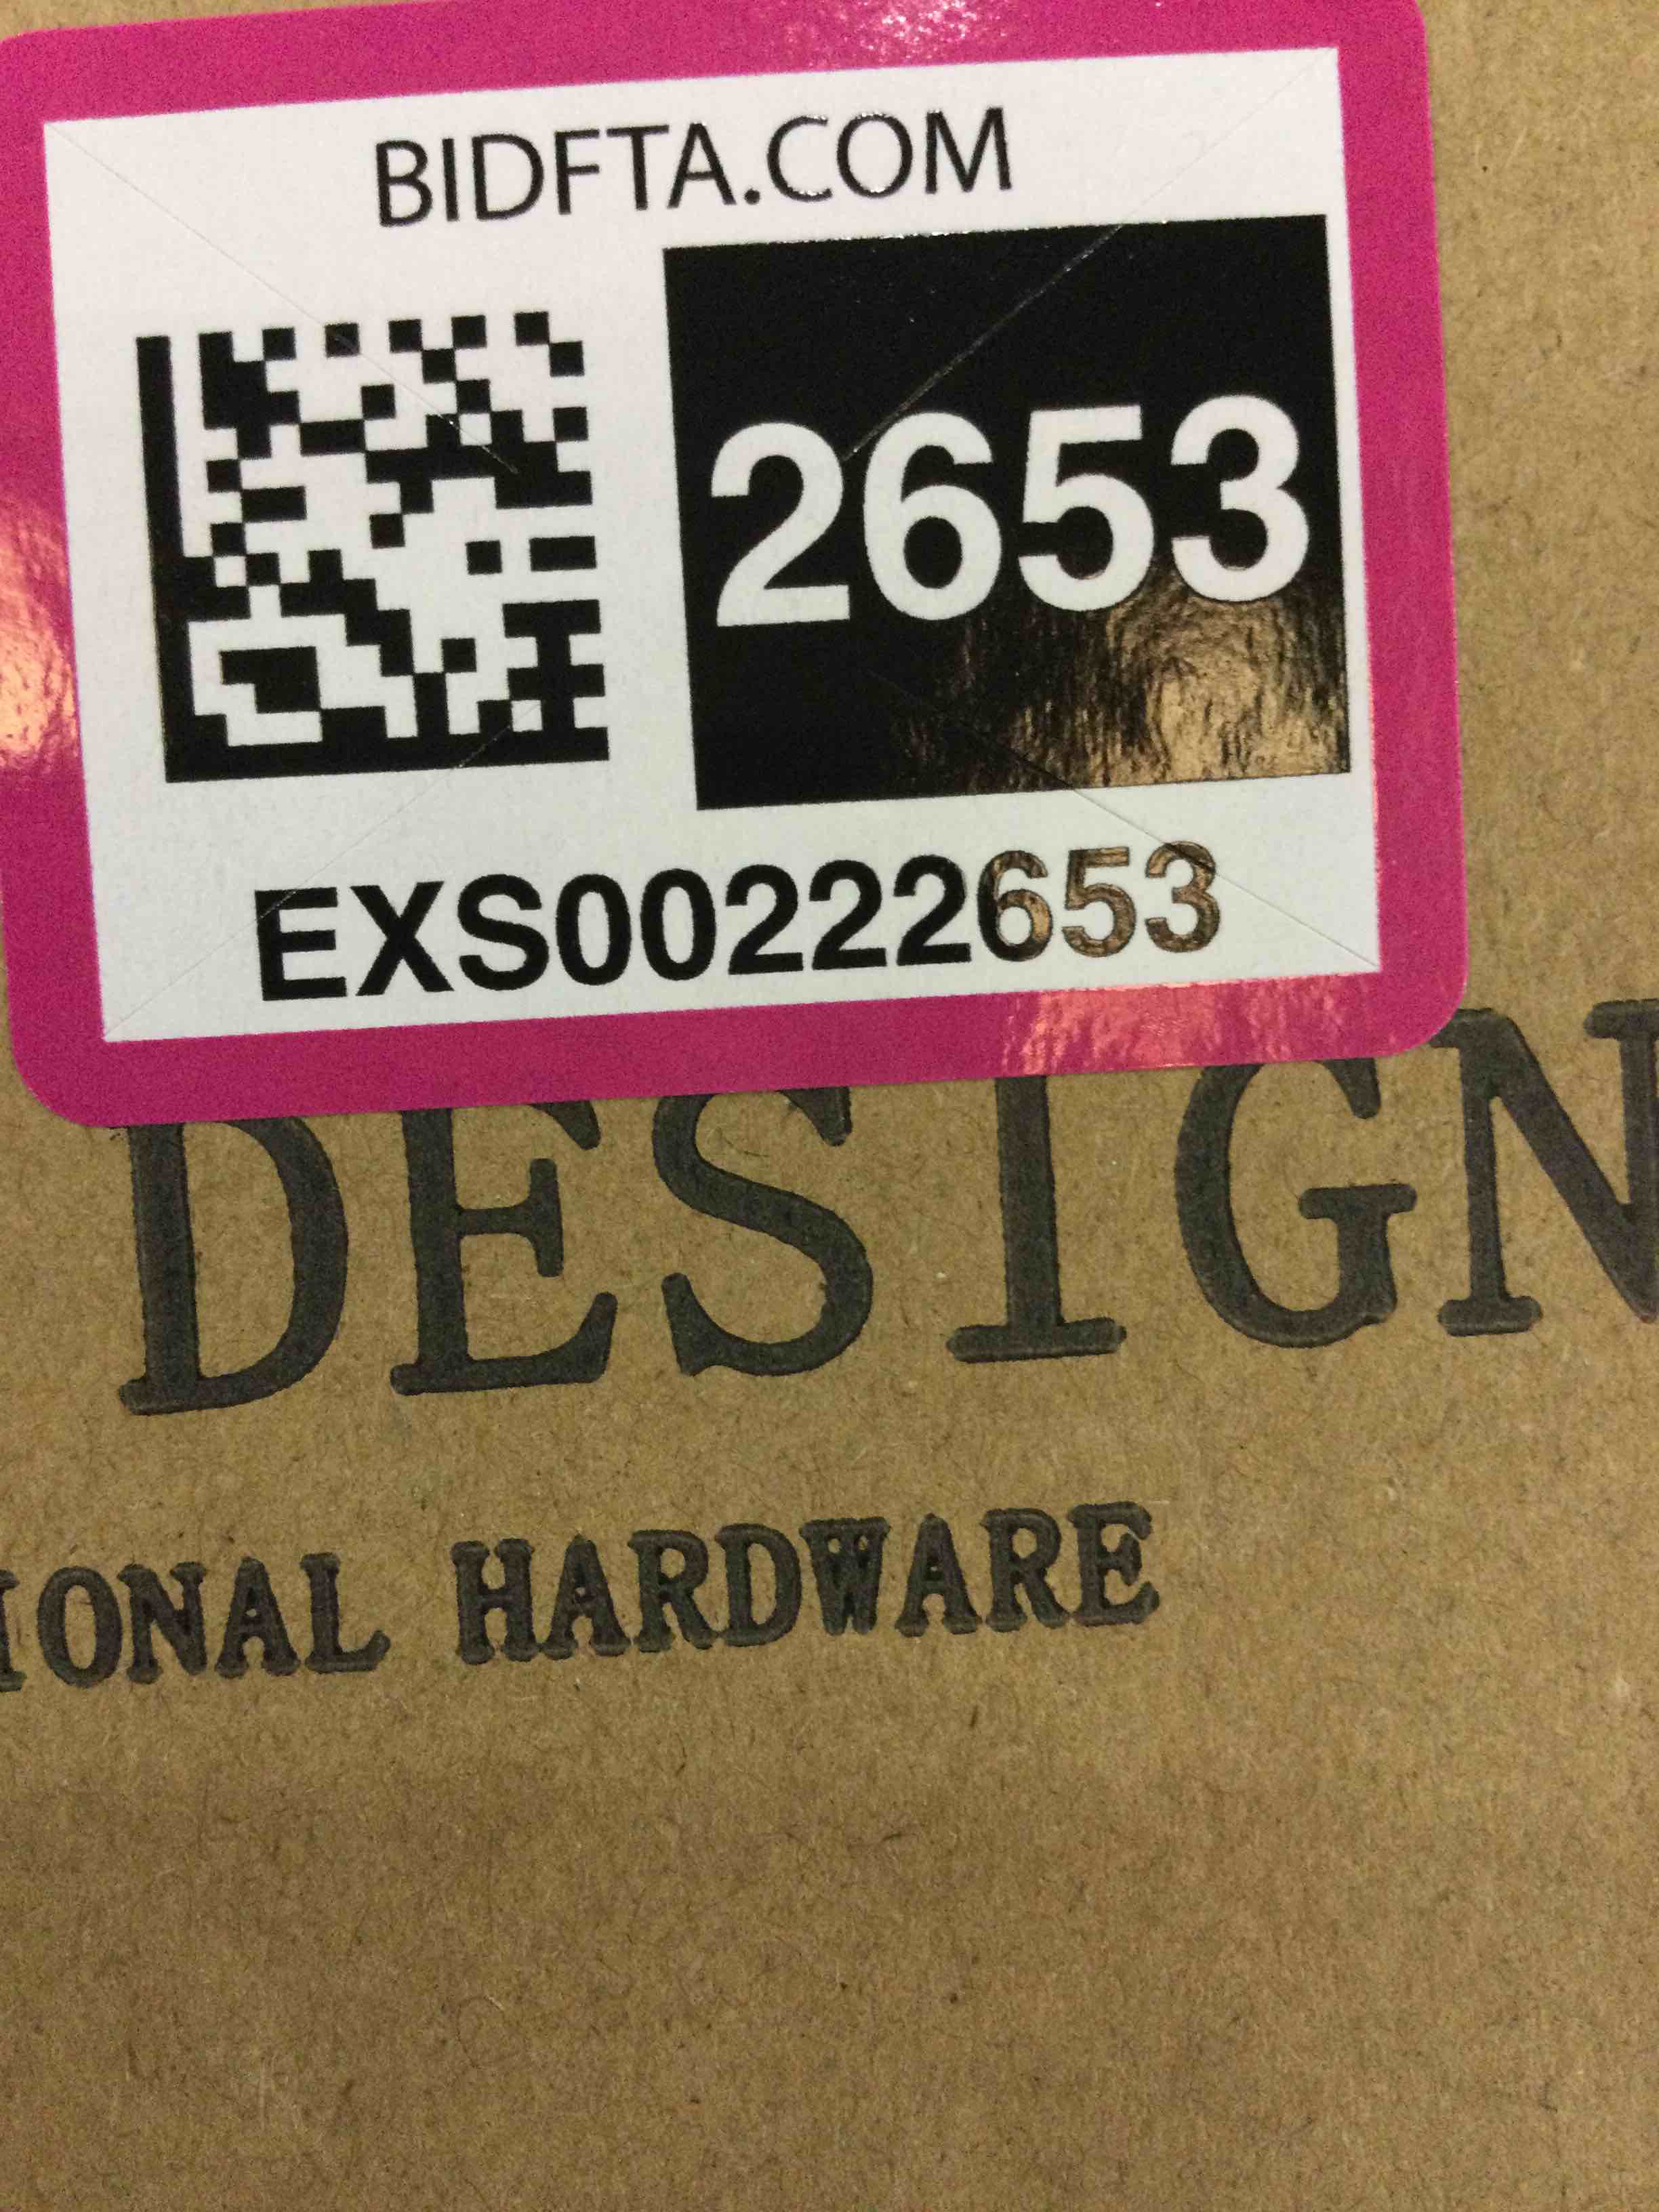 BIDFTA.COM
2653
EXS00222653
DESIGN
IONAL HARDWARE